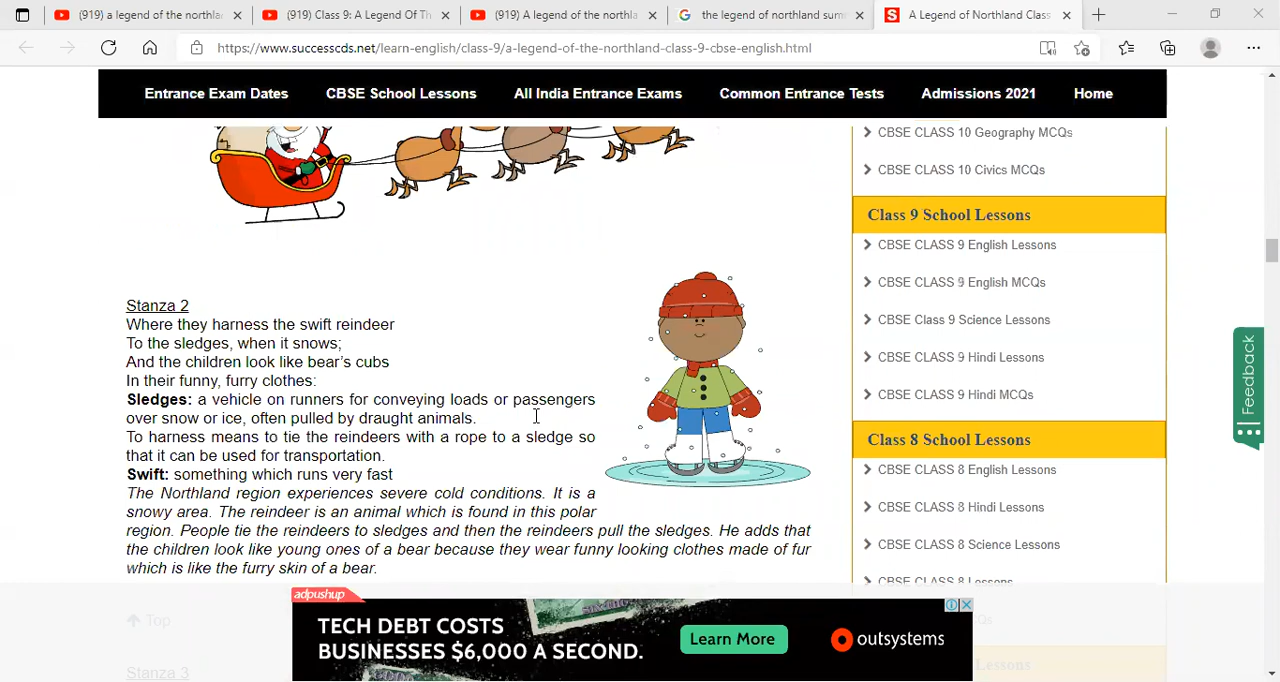 (919) a legend of the northla
(919) Class 9: A Legend Of Th
(919) A legend of the northla
the legend of northland sum
A Legend of Northland Class
https://www.successcds.net/learn-english/class-9/a-legend-of-the-northland-class-9-cbse-english.html
Entrance Exam Dates
CBSE School Lessons
All India Entrance Exams
Common Entrance Tests
Admissions 2021
Home
Stanza 2
Where they harness the swift reindeer
To the sledges, when it snows;
And the children look like bear's cubs
In their funny, furry clothes:
Sledges: a vehicle on runners for conveying loads or passengers
over snow or ice, often pulled by draught animals.
To harness means to tie the reindeers with a rope to a sledge so
that it can be used for transportation.
Swift: something which runs very fast
The Northland region experiences severe cold conditions. It is a
snowy area. The reindeer is an animal which is found in this polar
region. People tie the reindeers to sledges and then the reindeers pull the sledges. He adds that
the children look like young ones of a bear because they wear funny looking clothes made of fur
which is like the furry skin of a bear.
Top
Stanza 3
CBSE CLASS 10 Geography MCQs
CBSE CLASS 10 Civics MCQs
Class 9 School Lessons
CBSE CLASS 9 English Lessons
CBSE CLASS 9 English MCQs
CBSE Class 9 Science Lessons
CBSE CLASS 9 Hindi Lessons
CBSE CLASS 9 Hindi MCQs
Class 8 School Lessons
CBSE CLASS 8 English Lessons
CBSE CLASS 8 Hindi Lessons
CBSE CLASS 8 Science Lessons
CBSE CLASS 8 Lessons
Qs
Lessons
Feedback
adpushup
TECH DEBT COSTS
BUSINESSES $6,000 A SECOND.
Learn More
outsystems